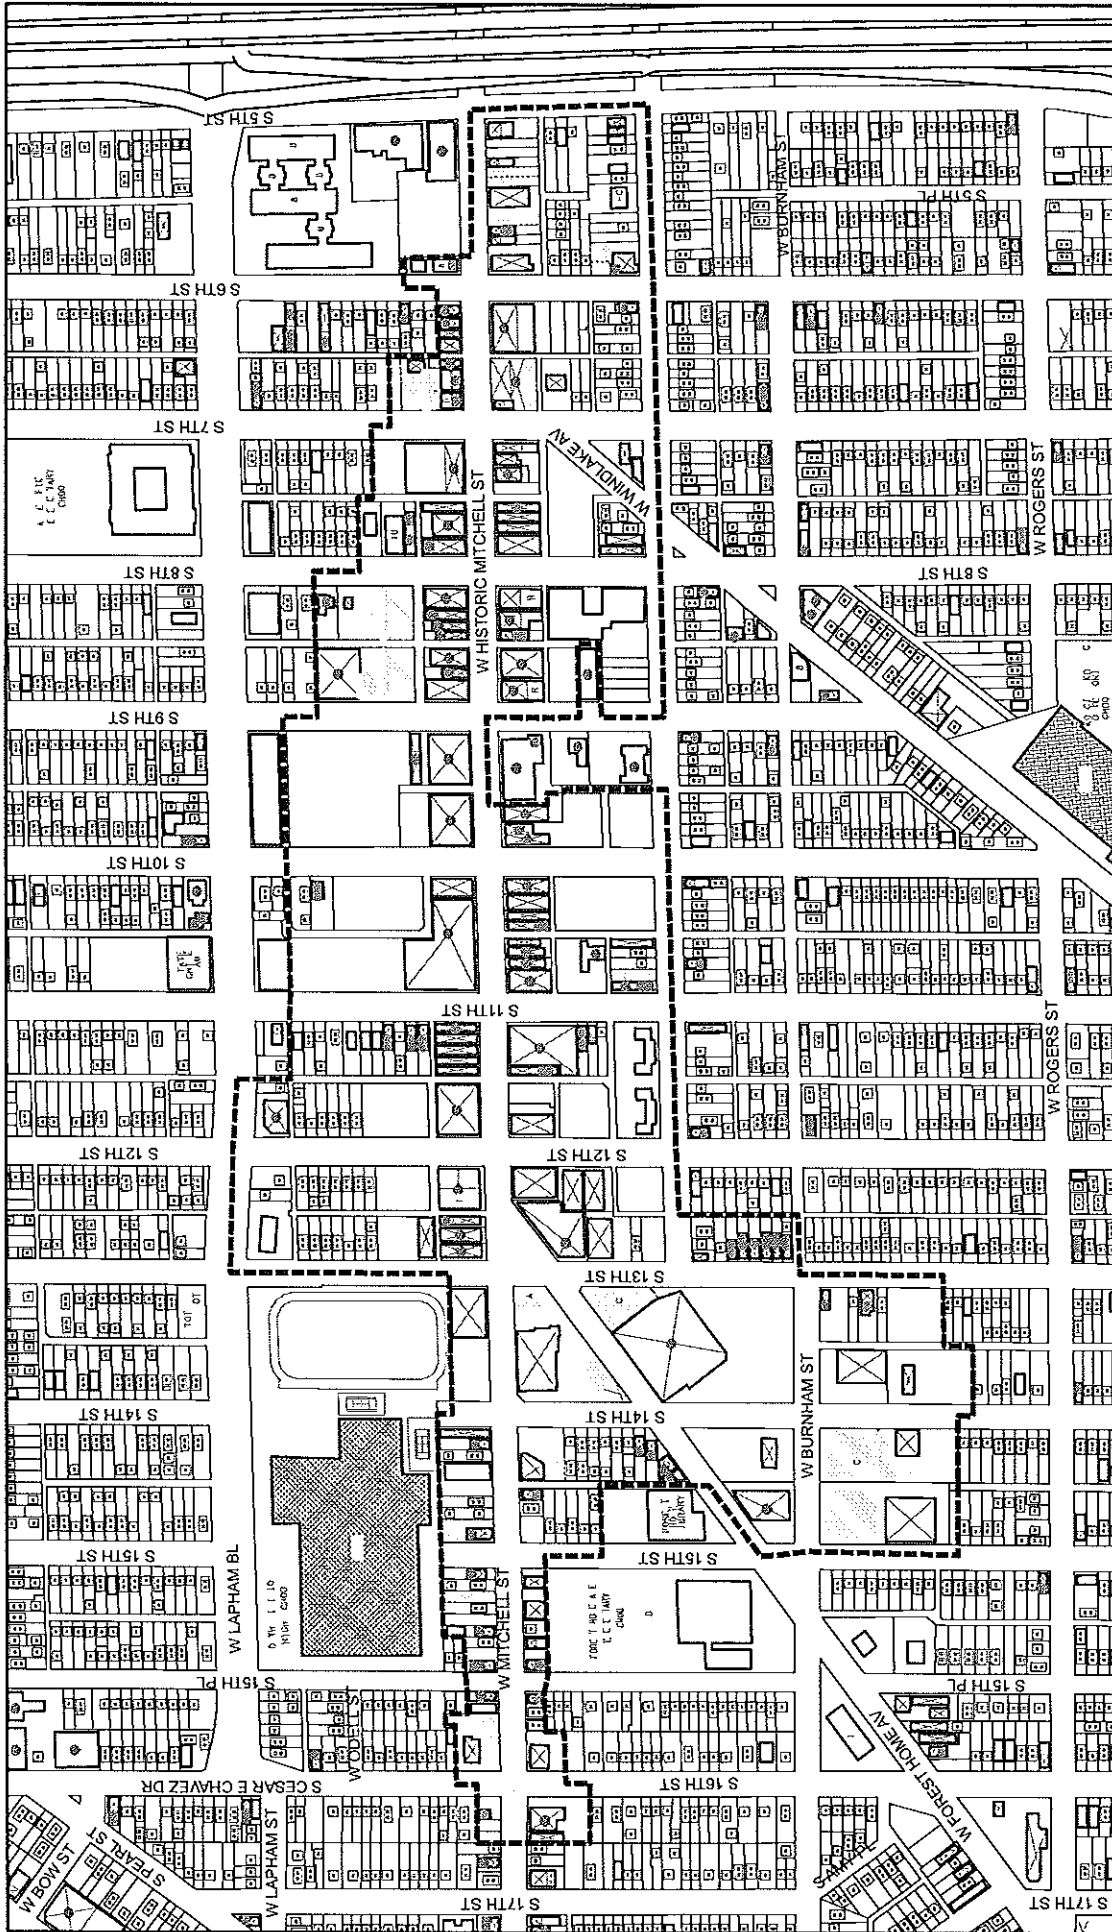 S 5TH ST
W BURNHAM ST
S 5TH PL
S 6TH ST
S 7TH ST
W HISTORIC MITCHELL ST
W WINDLAKE AV
W ROGERS ST
S 8TH ST
S 8TH ST
S 9TH ST
S 10TH ST
S 11TH ST
W ROGERS ST
S 12TH ST
S 12TH ST
S 13TH ST
S 14TH ST
S 14TH ST
W BURNHAM ST
S 15TH ST
S 15TH ST
W LAPHAM BL
W MITCHELL ST
S 15TH PL
S 15TH PL
W ODELL ST
W FOREST HOME AV
S CESAR E CHAVEZ DR
S 16TH ST
S PEARL ST
W BOW ST
W LAPHAM ST
S 17TH ST
S 17TH ST